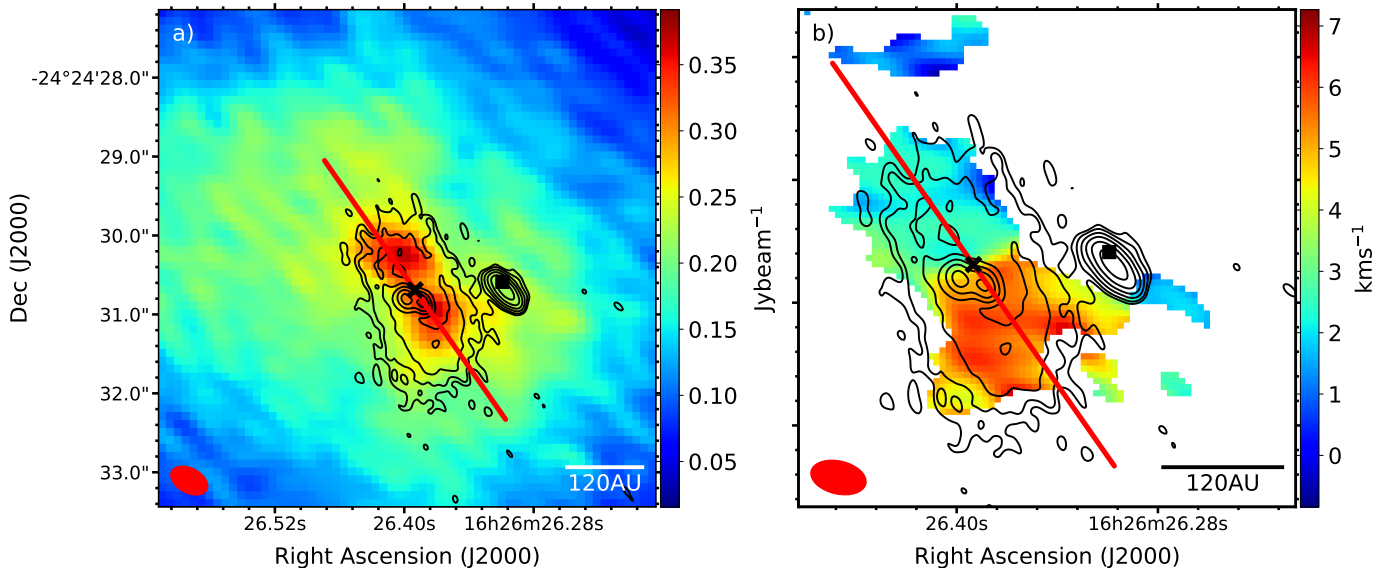 a)
b)
-24°24'28.0"
29.0"
30.0"
31.0"
32.0"
33.0"
Dec (J2000)
26.52s
26.40s
16h26m26.28s
Right Ascension (J2000)
120AU
0.35
0.30
0.25
0.20
0.15
0.10
0.05
Jybeam⁻¹
26.40s
16h26m26.28s
Right Ascension (J2000)
120AU
7
6
5
4
3
2
1
0
kms⁻¹